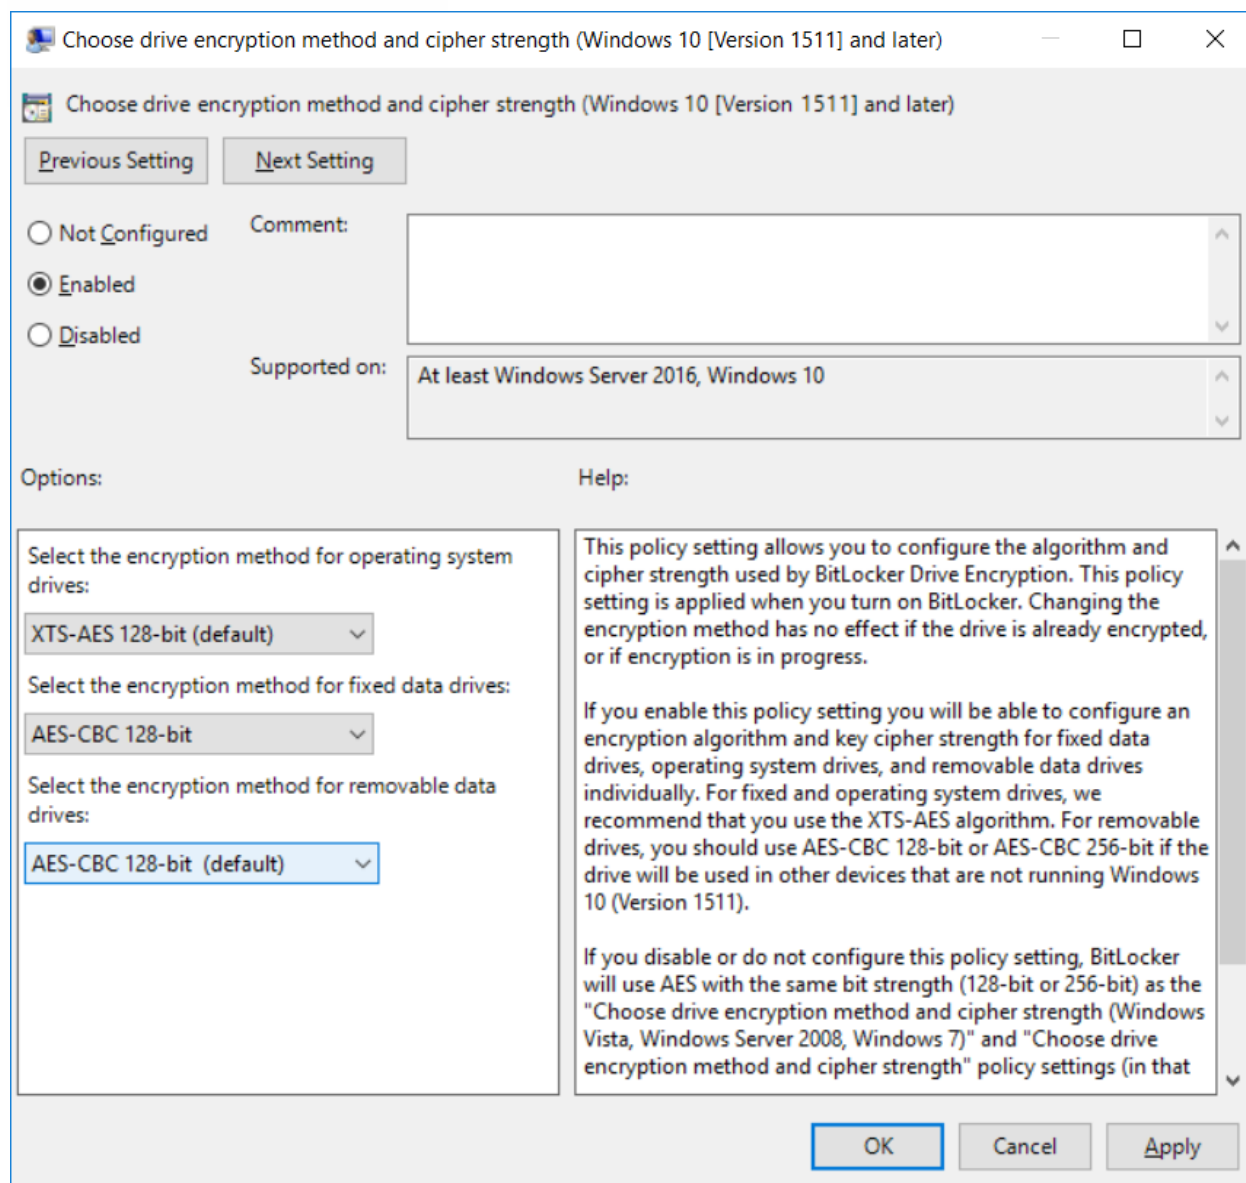 Choose drive encryption method and cipher strength (Windows 10 [Version 1511] and later)
Choose drive encryption method and cipher strength (Windows 10 [Version 1511] and later)
Previous Setting
Next Setting
Not Configured
Comment:
Enabled
Disabled
Supported on:
At least Windows Server 2016, Windows 10
Options:
Help:
Select the encryption method for operating system
drives:
XTS-AES 128-bit (default)
Select the encryption method for fixed data drives:
AES-CBC 128-bit
Select the encryption method for removable data
drives:
AES-CBC 128-bit  (default)
This policy setting allows you to configure the algorithm and
cipher strength used by BitLocker Drive Encryption. This policy
setting is applied when you turn on BitLocker. Changing the
encryption method has no effect if the drive is already encrypted,
or if encryption is in progress.
If you enable this policy setting you will be able to configure an
encryption algorithm and key cipher strength for fixed data
drives, operating system drives, and removable data drives
individually. For fixed and operating system drives, we
recommend that you use the XTS-AES algorithm. For removable
drives, you should use AES-CBC 128-bit or AES-CBC 256-bit if the
drive will be used in other devices that are not running Windows
10 (Version 1511).
If you disable or do not configure this policy setting, BitLocker
will use AES with the same bit strength (128-bit or 256-bit) as the
"Choose drive encryption method and cipher strength (Windows
Vista, Windows Server 2008, Windows 7)" and "Choose drive
encryption method and cipher strength" policy settings (in that
OK
Cancel
Apply